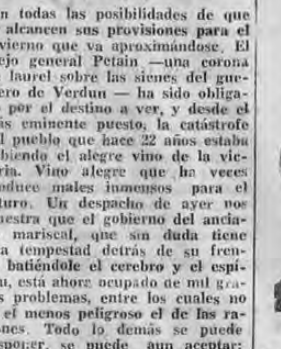 n todas las posibilidades de que
alcancen sus provisiones para el
vierno que va aproximándose. El
ejo general Petain —una corona
laurel sobre las sienes del gue-
ero de Verdun — ha sido obliga-
por el destino a ver, y desde el
ás eminente puesto, la catástrofe
l pueblo que hace 22 años estaba
biendo el alegre vino de la vic-
ria. Vino alegre que ha veces
oduce males inmensos para el
turo. Un despacho de ayer nos
uestra que el gobierno del ancia-
mariscal, que sin duda tiene
a tempestad detrás de su fren-
batiéndole el cerebro y el espí-
u, está ahora ocupado de mil gra-
s problemas, entre los cuales no
el menos peligroso el de las ra-
ones. Todo lo demás se puede
sponer, se puede aun aceptar: